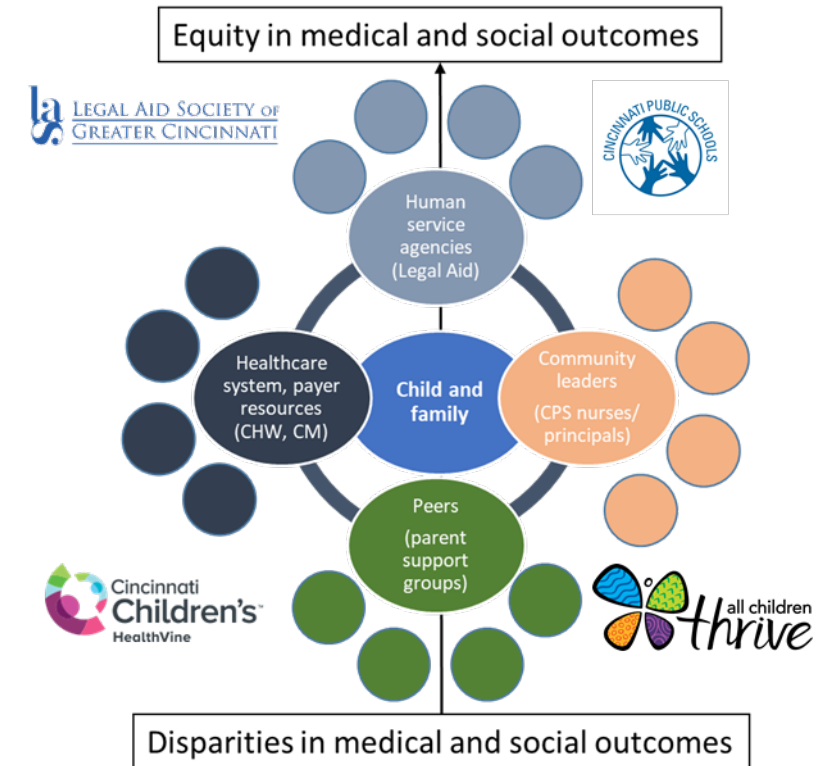 Equity in medical and social outcomes
las
LEGAL AID SOCIETY OF
GREATER CINCINNATI
CINCINNATI PUBLIC SCHOOLS
Human
service
agencies
(Legal Aid)
Healthcare
system, payer
resources
(CHW, CM)
Child and
family
Community
leaders
(CPS nurses/
principals)
Peers
(parent
support
groups)
Cincinnati
Children's™
HealthVine
all children
thrive
Disparities in medical and social outcomes